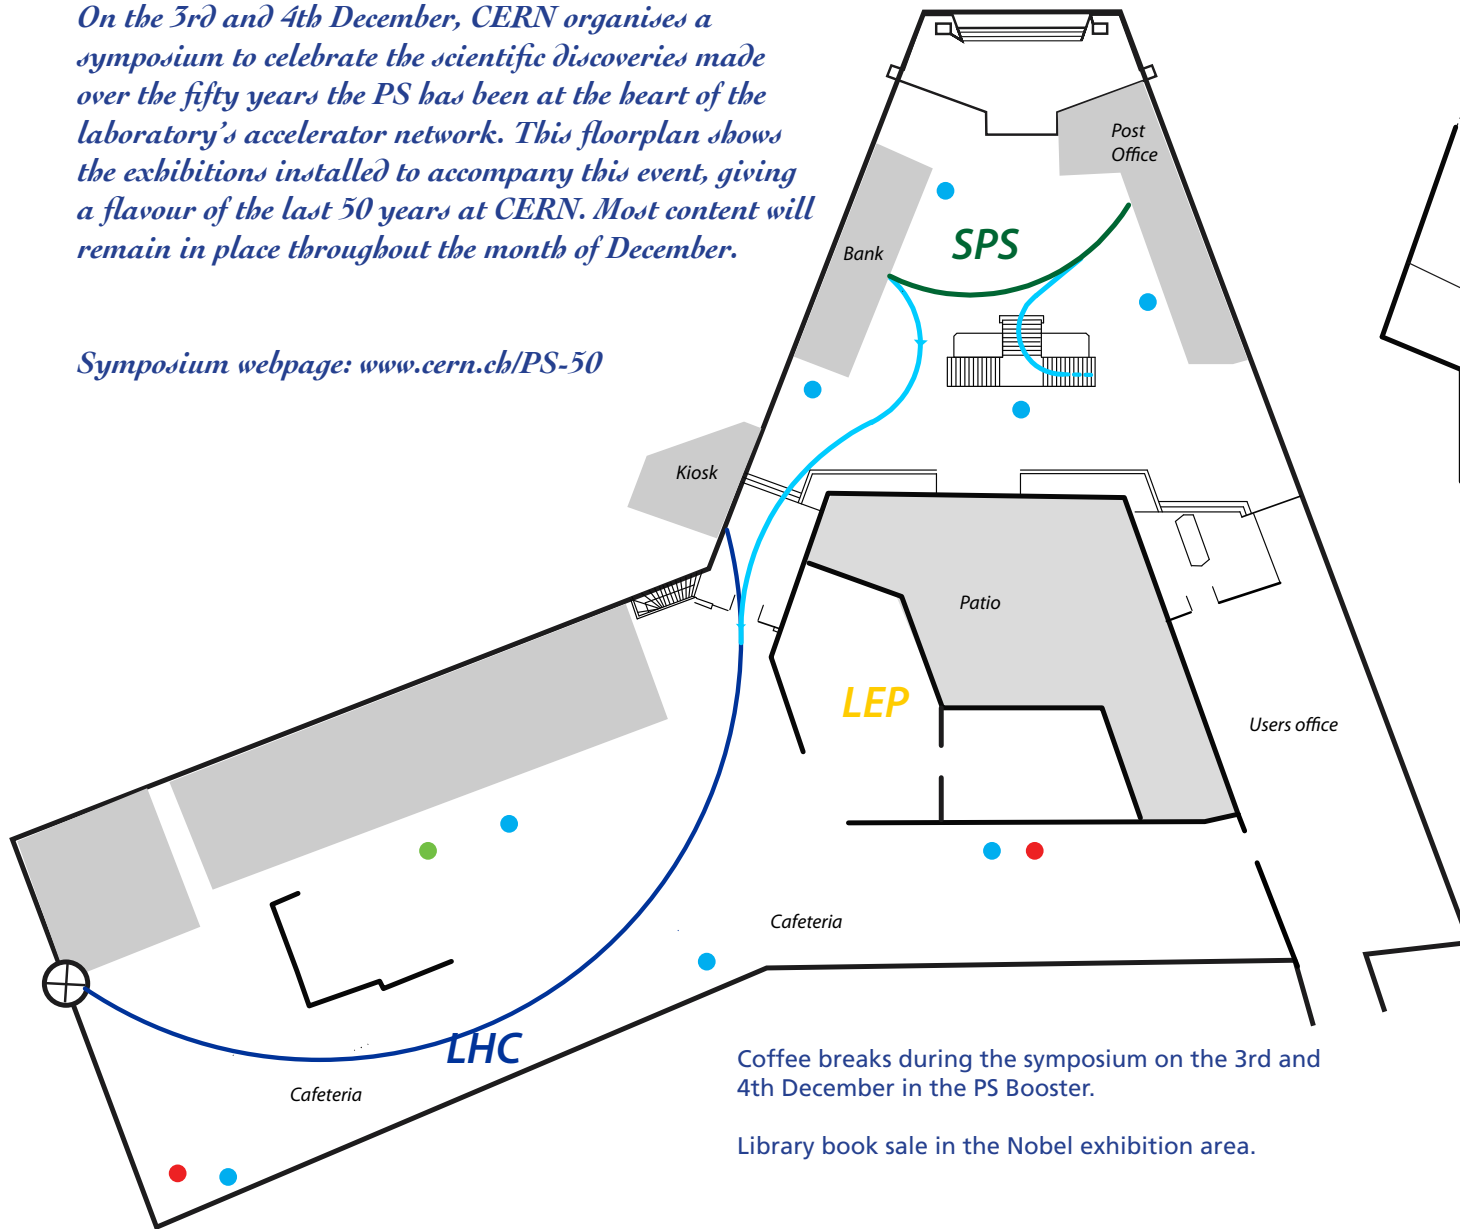 On the 3rd and 4th December, CERN organises a
symposium to celebrate the scientific discoveries made
over the fifty years the PS has been at the heart of the
laboratory's accelerator network. This floorplan shows
the exhibitions installed to accompany this event, giving
a flavour of the last 50 years at CERN. Most content will
remain in place throughout the month of December.
Symposium webpage: www.cern.ch/PS-50
Post
Office
Bank
SPS
Kiosk
Patio
LEP
Users office
Cafeteria
LHC
Cafeteria
Coffee breaks during the symposium on the 3rd and
4th December in the PS Booster.
Library book sale in the Nobel exhibition area.